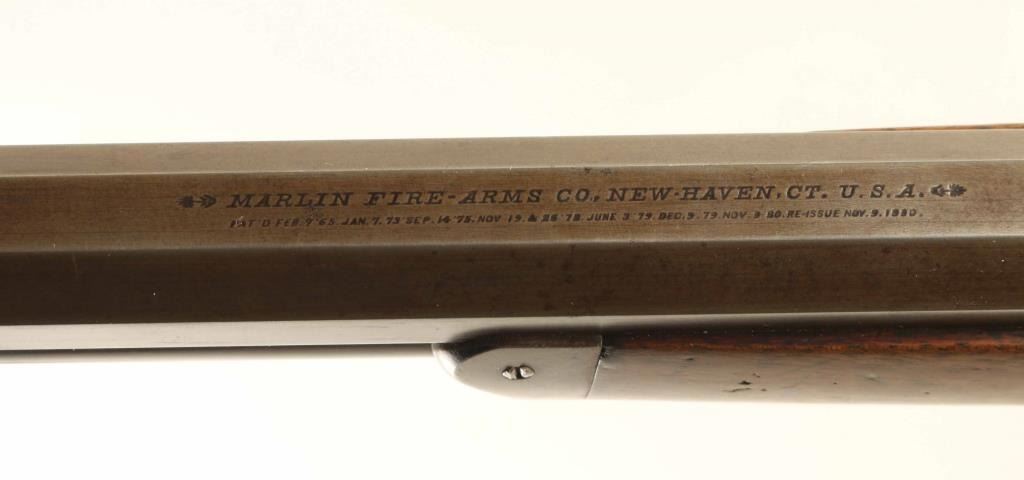 MARLIN FIRE-ARMS CO., NEW-HAVEN, CT. U.S.A.
PAT'D FEB. 7'65. JAN. 7. 73 SEP. 14 '75. NOV 19. & 26 '78. JUNE 3 '79. DEC. 9. 79. NOV. 9 80. RE-ISSUE NOV. 9. 1880.